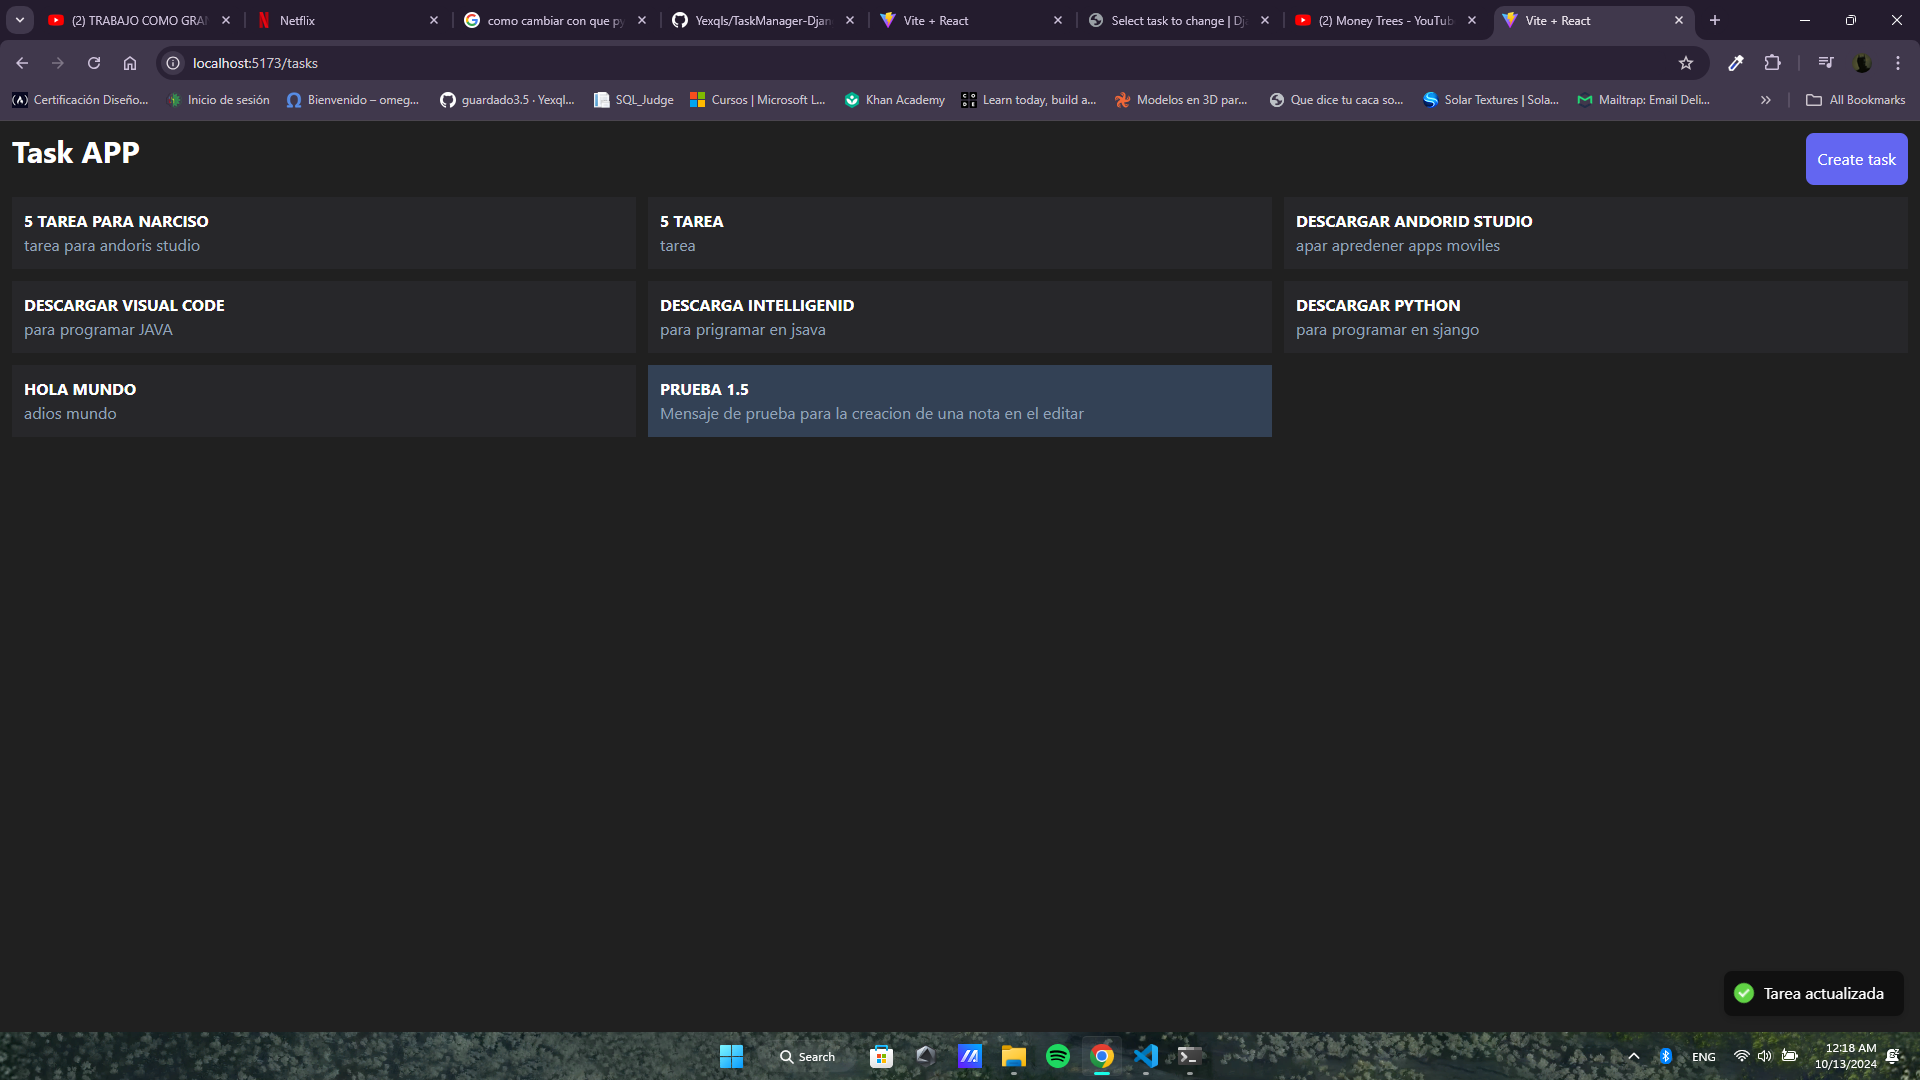 (2) TRABAJO COMO GRA
Netflix
como cambiar con que py
Yexqls/TaskManager-Djan
Vite + React
Select task to change | Dj
(2) Money Trees - YouTub
Vite + React
localhost:5173/tasks
Certificación Diseño...
Inicio de sesión
Bienvenido – omeg...
guardado3.5 · Yexql...
SQL_Judge
Cursos | Microsoft L...
Khan Academy
Learn today, build a...
Modelos en 3D par...
Que dice tu caca so...
Solar Textures | Sola...
Mailtrap: Email Deli...
All Bookmarks
Task APP
Create task
5 TAREA PARA NARCISO
tarea para andoris studio
5 TAREA
tarea
DESCARGAR ANDORID STUDIO
apar apredener apps moviles
DESCARGAR VISUAL CODE
para programar JAVA
DESCARGA INTELLIGENID
para prigramar en jsava
DESCARGAR PYTHON
para programar en sjango
HOLA MUNDO
adios mundo
PRUEBA 1.5
Mensaje de prueba para la creacion de una nota en el editar
Tarea actualizada
Search
ENG
12:18 AM
10/13/2024